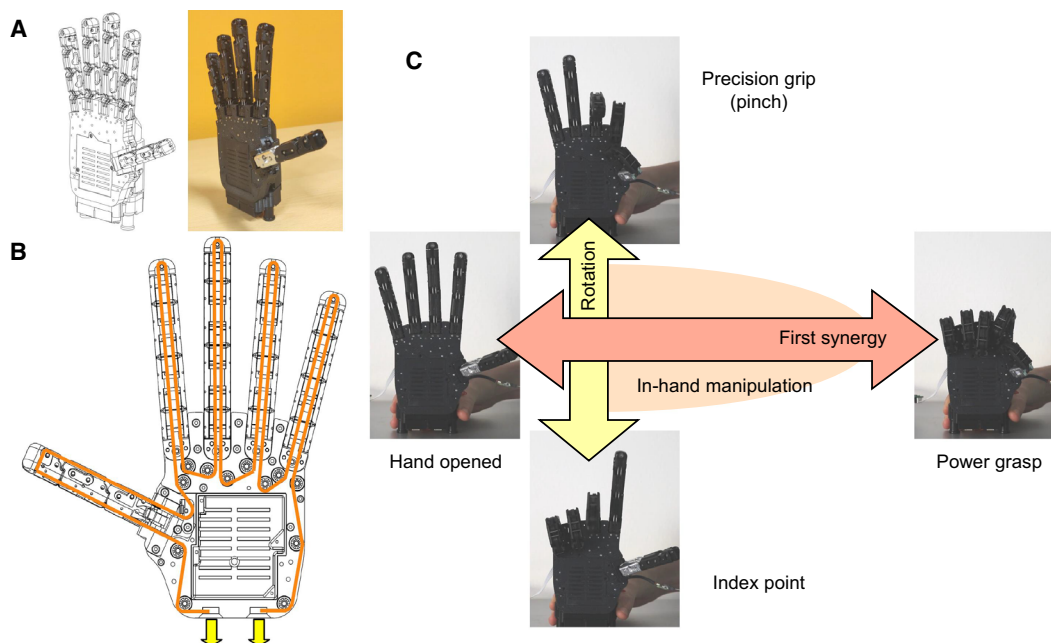 A
C
Precision grip
(pinch)
B
Rotation
First synergy
In-hand manipulation
Hand opened
Power grasp
Index point